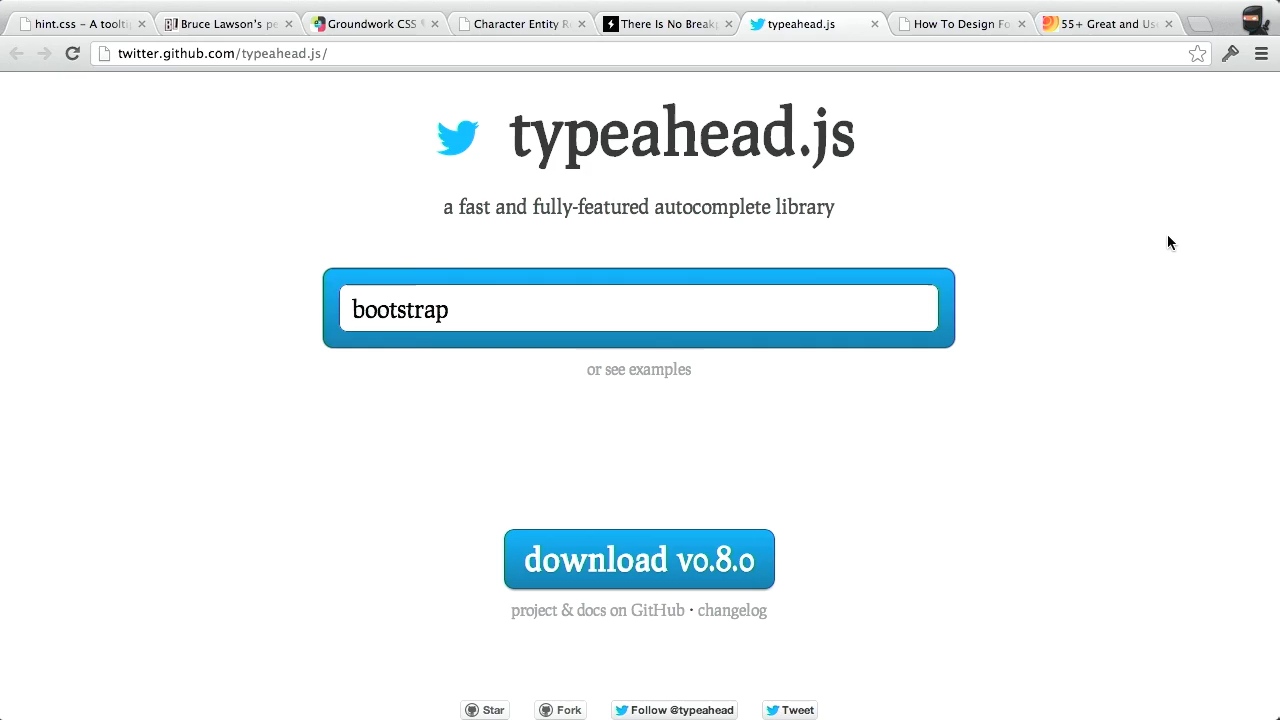 hint.css – A toolti
Bruce Lawson's pe
Groundwork CSS
Character Entity R
There Is No Break
typeahead.js
How To Design Fo
55+ Great and Us
twitter.github.com/typeahead.js/
typeahead.js
a fast and fully-featured autocomplete library
bootstrap
or see examples
download v0.8.0
project & docs on GitHub · changelog
Star Fork Follow @typeahead Tweet